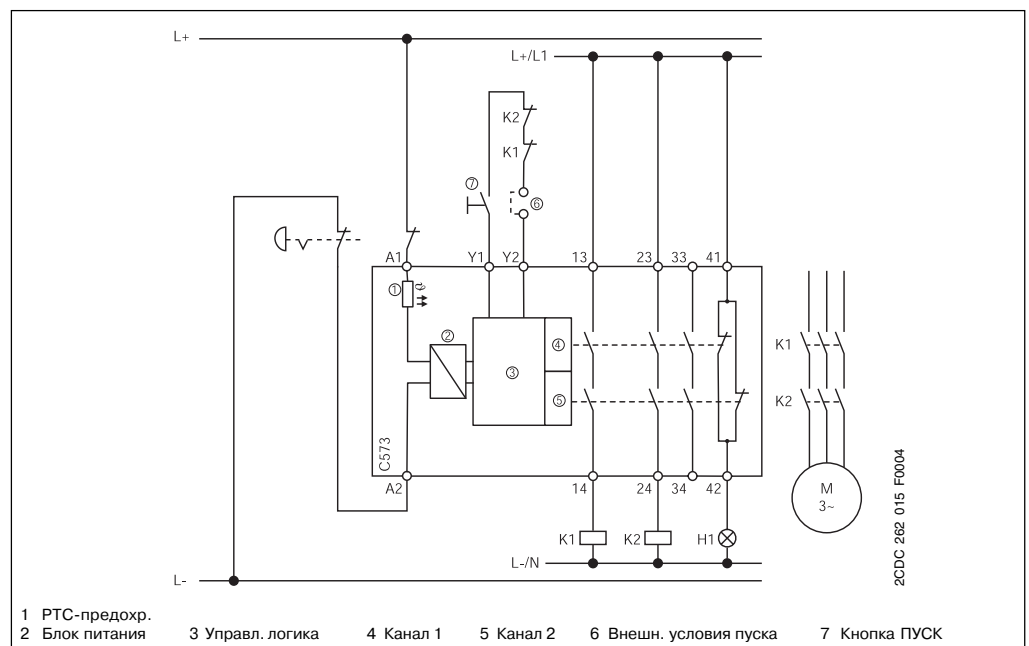 L+
L+/L1
K2
K1
⑦
⑥
A1 Y1 Y2 13 23 33 41
①
ϑ
②
③
④
⑤
K1
K2
C573
A2 14 24 34 42
M
3~
K1 K2 H1
L-/N
L-
2CDC 262 015 F0004
1 РТС-предохр.
2 Блок питания 3 Управл. логика 4 Канал 1 5 Канал 2 6 Внешн. условия пуска 7 Кнопка ПУСК